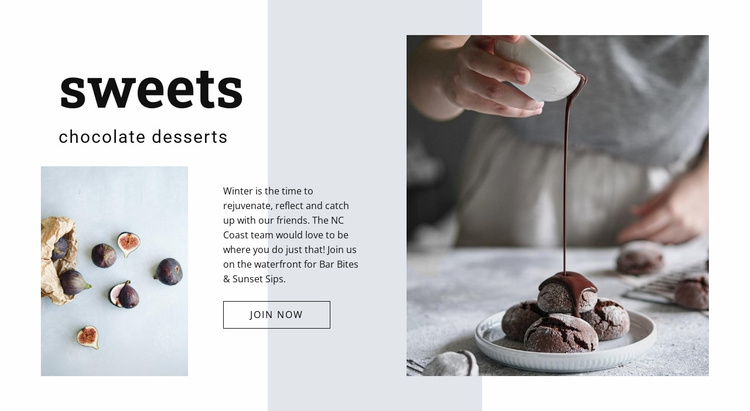 sweets
chocolate desserts
Winter is the time to
rejuvenate, reflect and catch
up with our friends. The NC
Coast team would love to be
where you do just that! Join us
on the waterfront for Bar Bites
& Sunset Sips.
JOIN NOW